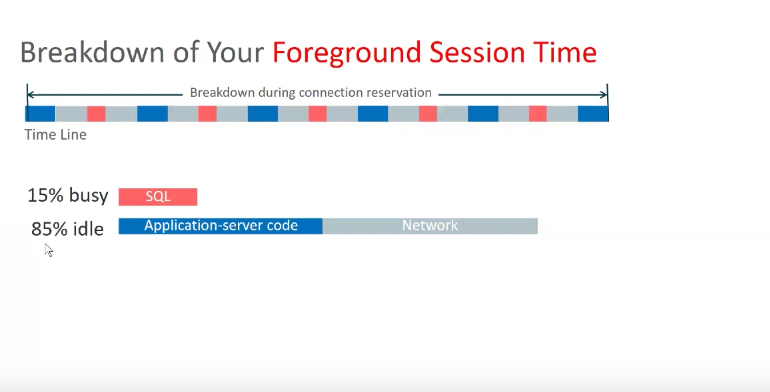 Breakdown of Your Foreground Session Time
Breakdown during connection reservation
Time Line
15% busy SQL
85% idle Application-server code Network